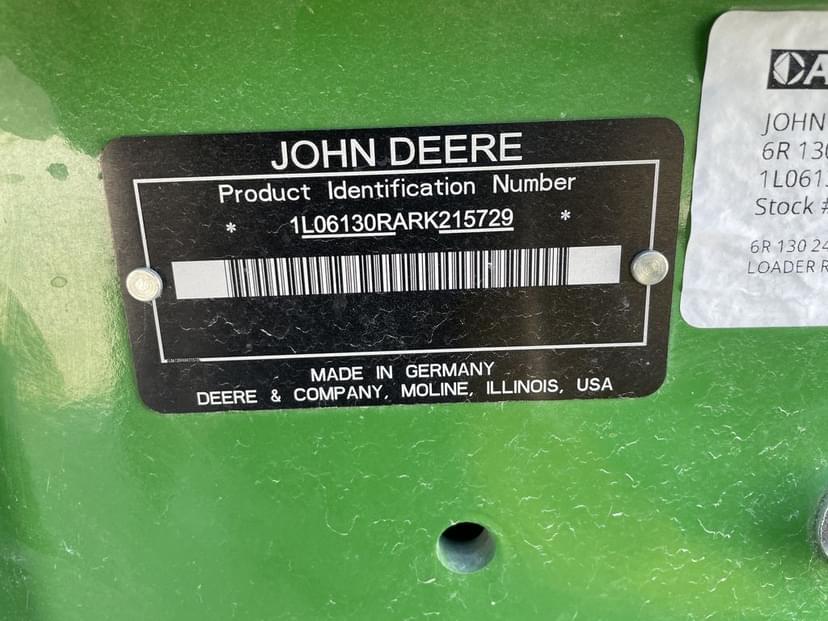 JOHN DEERE
Product Identification Number
* 1L06130RARK215729 *
MADE IN GERMANY
DEERE & COMPANY, MOLINE, ILLINOIS, USA
JOHN
6R 130
1L061
Stock #
6R 130 24
LOADER R